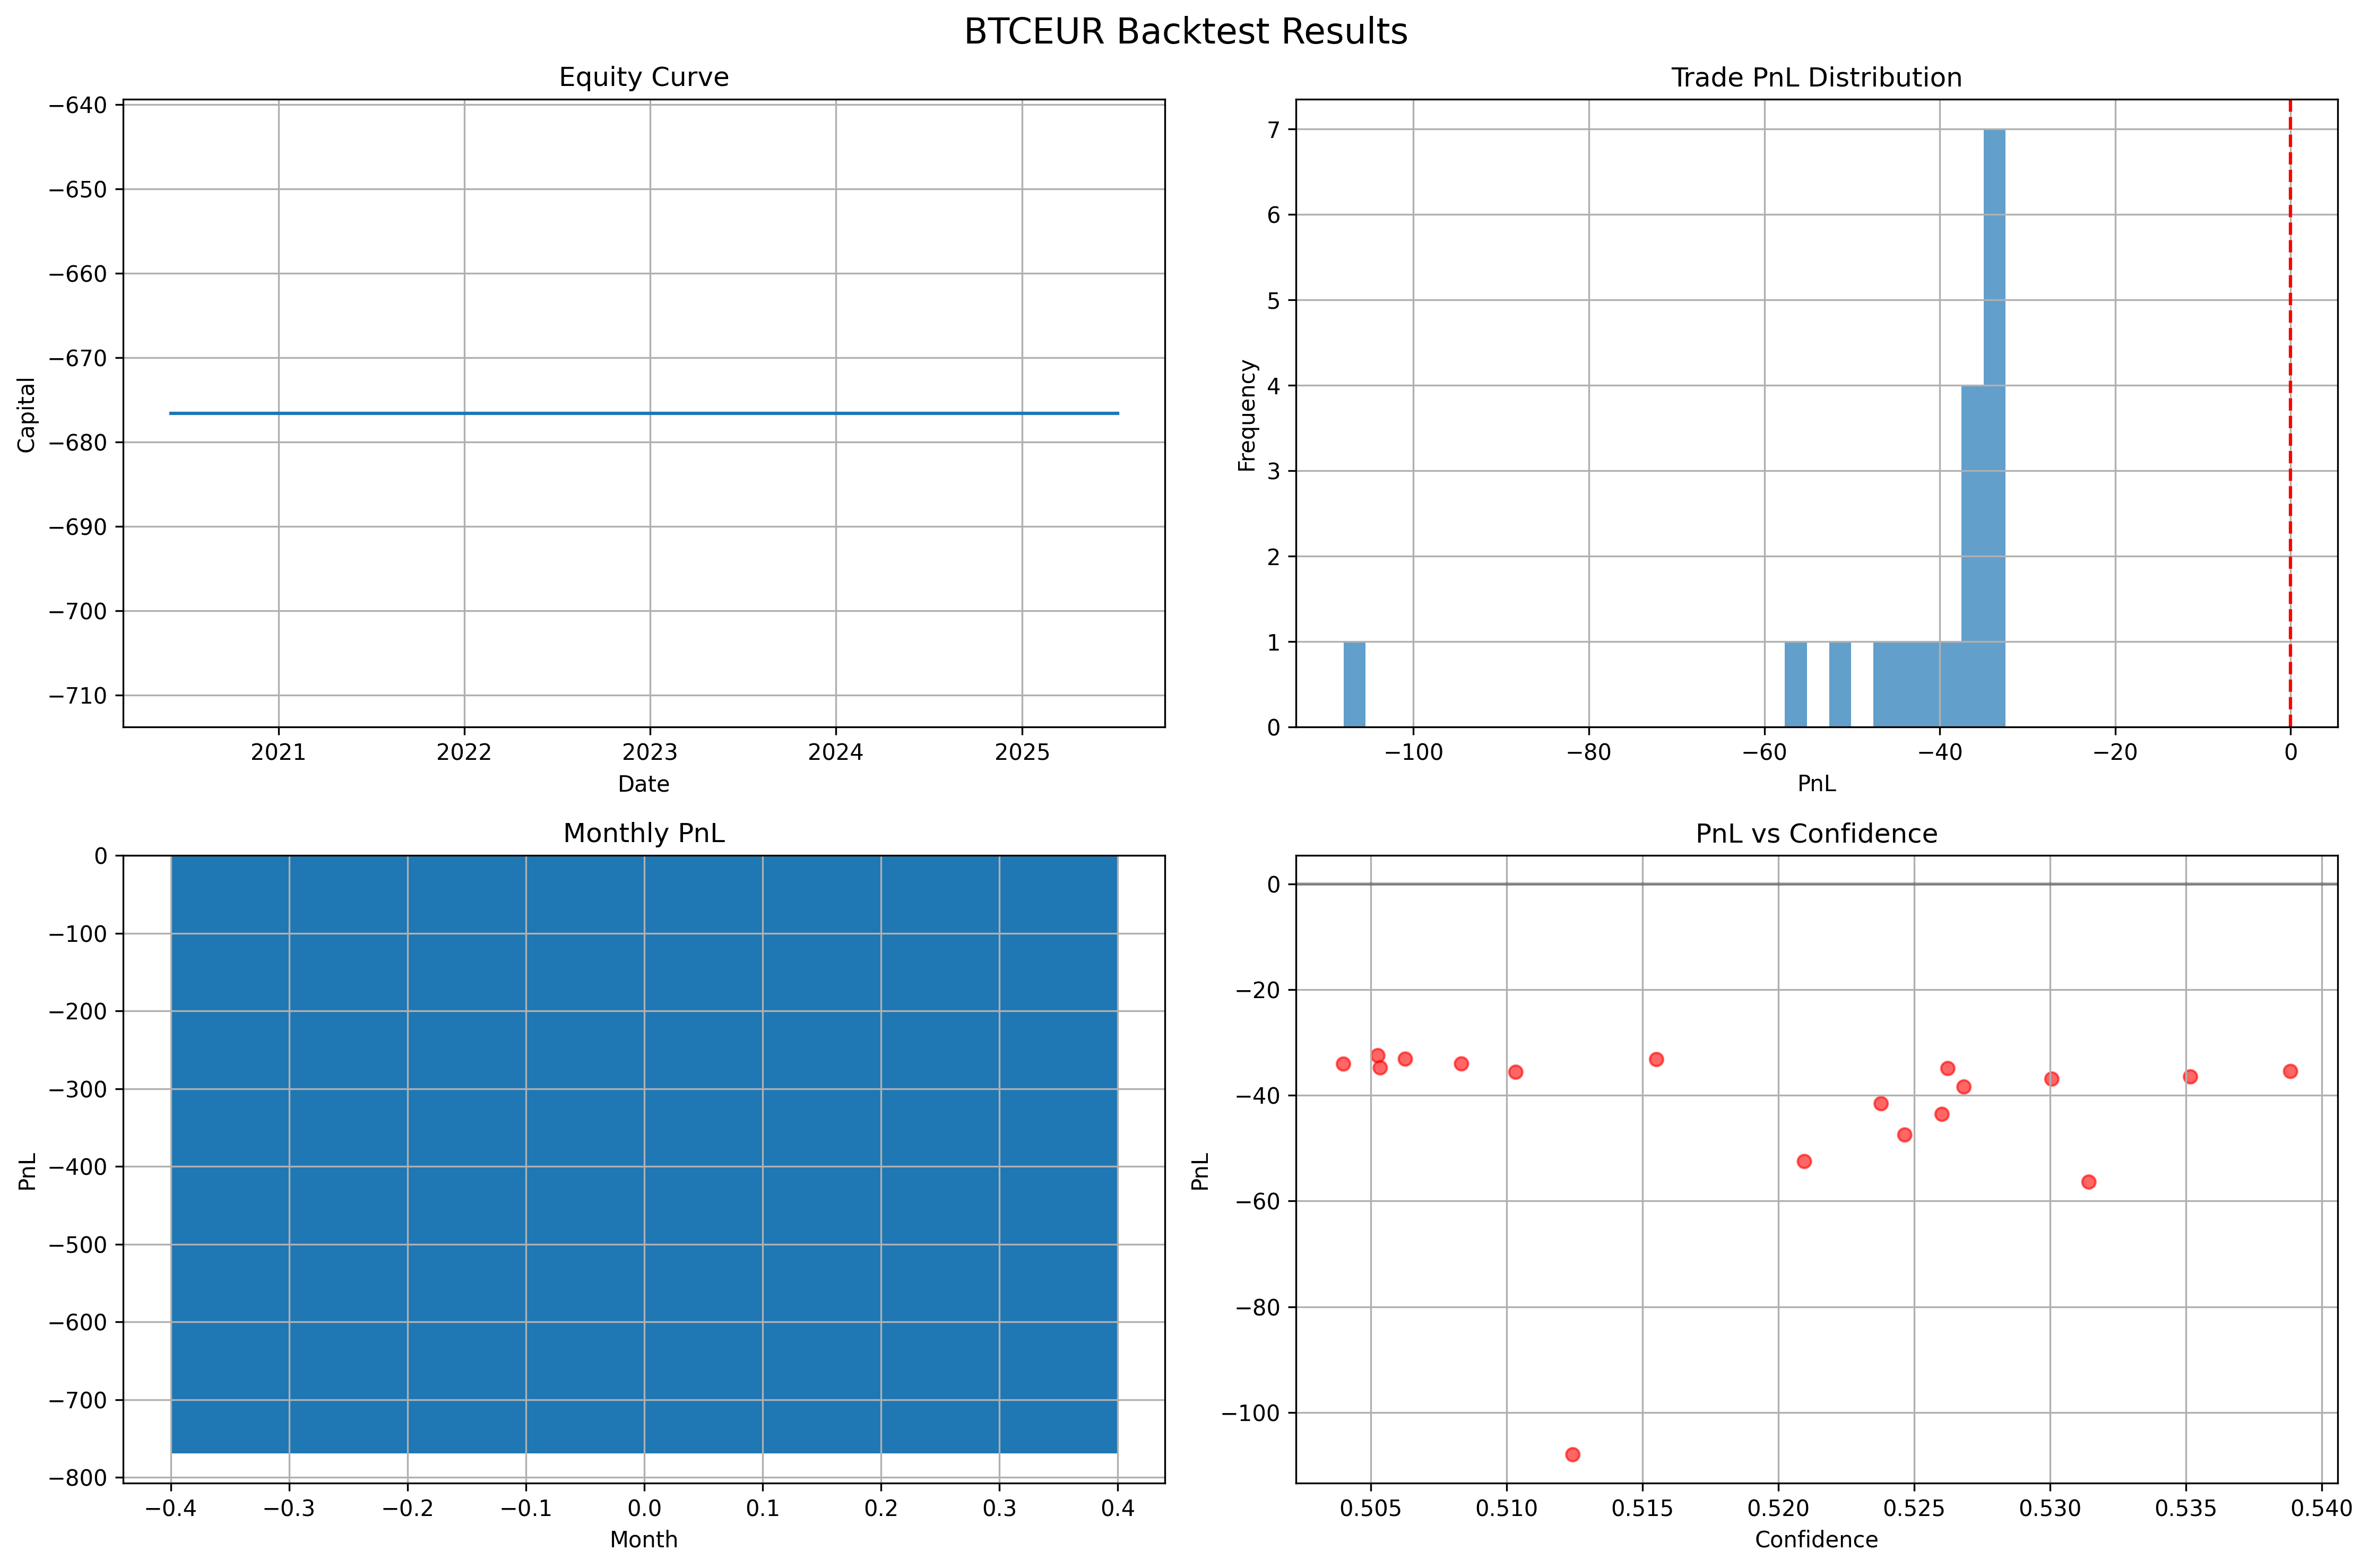 BTCEUR Backtest Results
Equity Curve
−640
−650
−660
−670
−680
−690
−700
−710
Capital
2021 2022 2023 2024 2025
Date
Trade PnL Distribution
7
6
5
4
3
2
1
0
Frequency
−100 −80 −60 −40 −20 0
PnL
Monthly PnL
0
−100
−200
−300
−400
−500
−600
−700
−800
PnL
−0.4 −0.3 −0.2 −0.1 0.0 0.1 0.2 0.3 0.4
Month
PnL vs Confidence
0
−20
−40
−60
−80
−100
PnL
0.505 0.510 0.515 0.520 0.525 0.530 0.535 0.540
Confidence